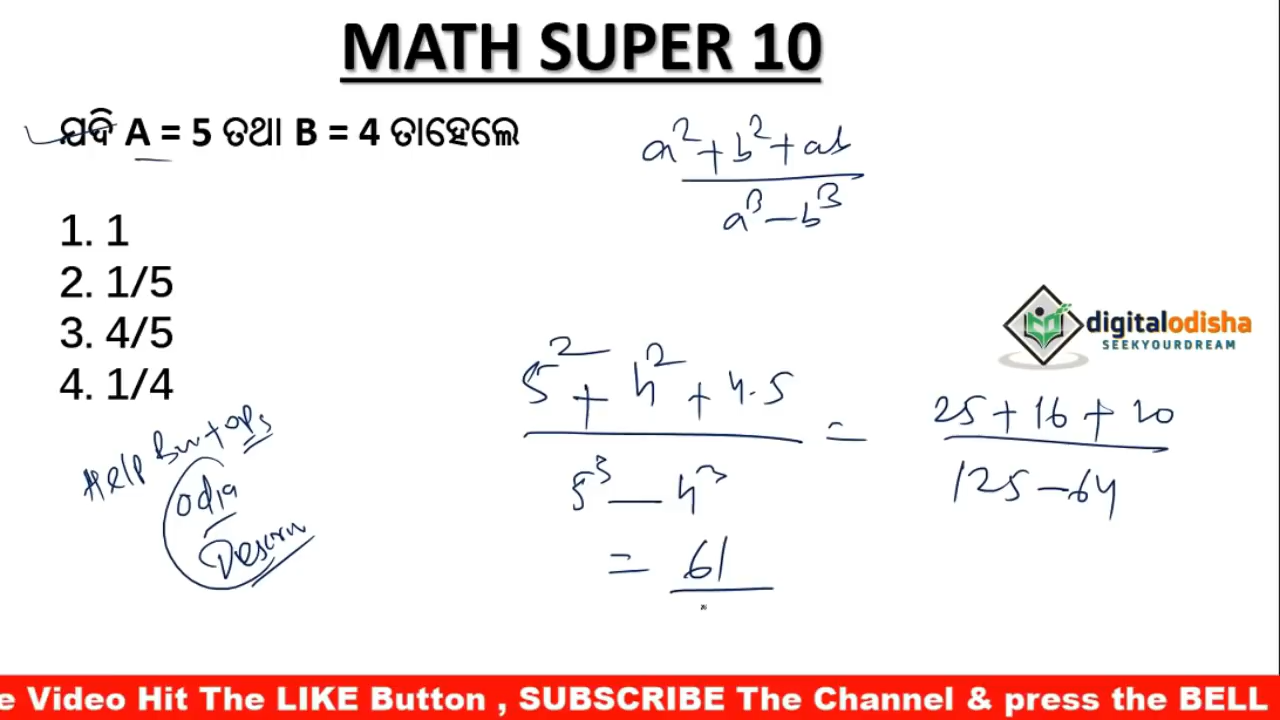 MATH SUPER 10
ଯଦି A = 5 ତଥା B = 4 ତାହେଲେ
a² + b² + ab
a³ – b³
1. 1
2. 1/5
3. 4/5
4. 1/4
digitalodisha
SEEKYOURDREAM
5² + 4² + 4.5 = 25 + 16 + 20
5³ – 4³ 125 – 64
= 61
Help
odia
e Video Hit The LIKE Button , SUBSCRIBE The Channel & press the BELL